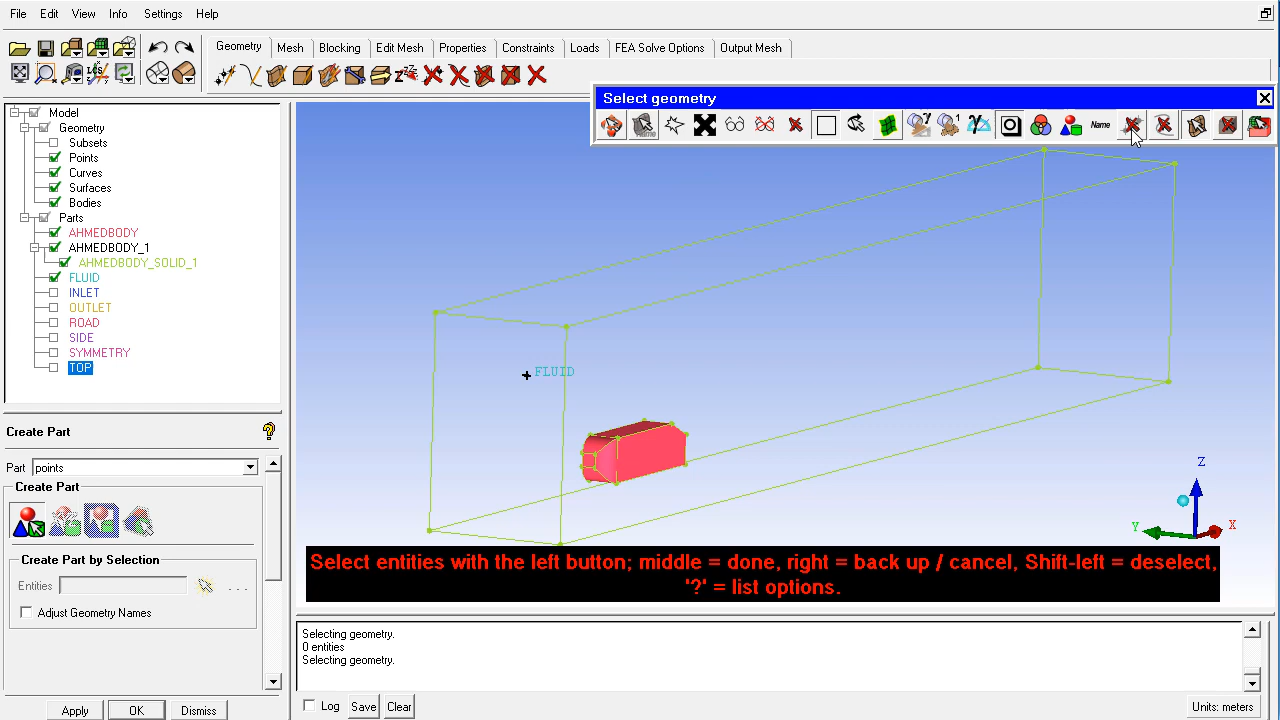 File Edit View Info Settings Help
Geometry Mesh Blocking Edit Mesh Properties Constraints Loads FEA Solve Options Output Mesh
Select geometry
Name
Model
Geometry
Subsets
Points
Curves
Surfaces
Bodies
Parts
AHMEDBODY
AHMEDBODY_1
AHMEDBODY_SOLID_1
FLUID
INLET
OUTLET
ROAD
SIDE
SYMMETRY
TOP
Create Part
Part points
Create Part
Create Part by Selection
Entities ...
Adjust Geometry Names
Apply OK Dismiss
FLUID
Z
Y X
Select entities with the left button; middle = done, right = back up / cancel, Shift-left = deselect,
'?' = list options.
Selecting geometry.
0 entities
Selecting geometry.
Log Save Clear
Units: meters